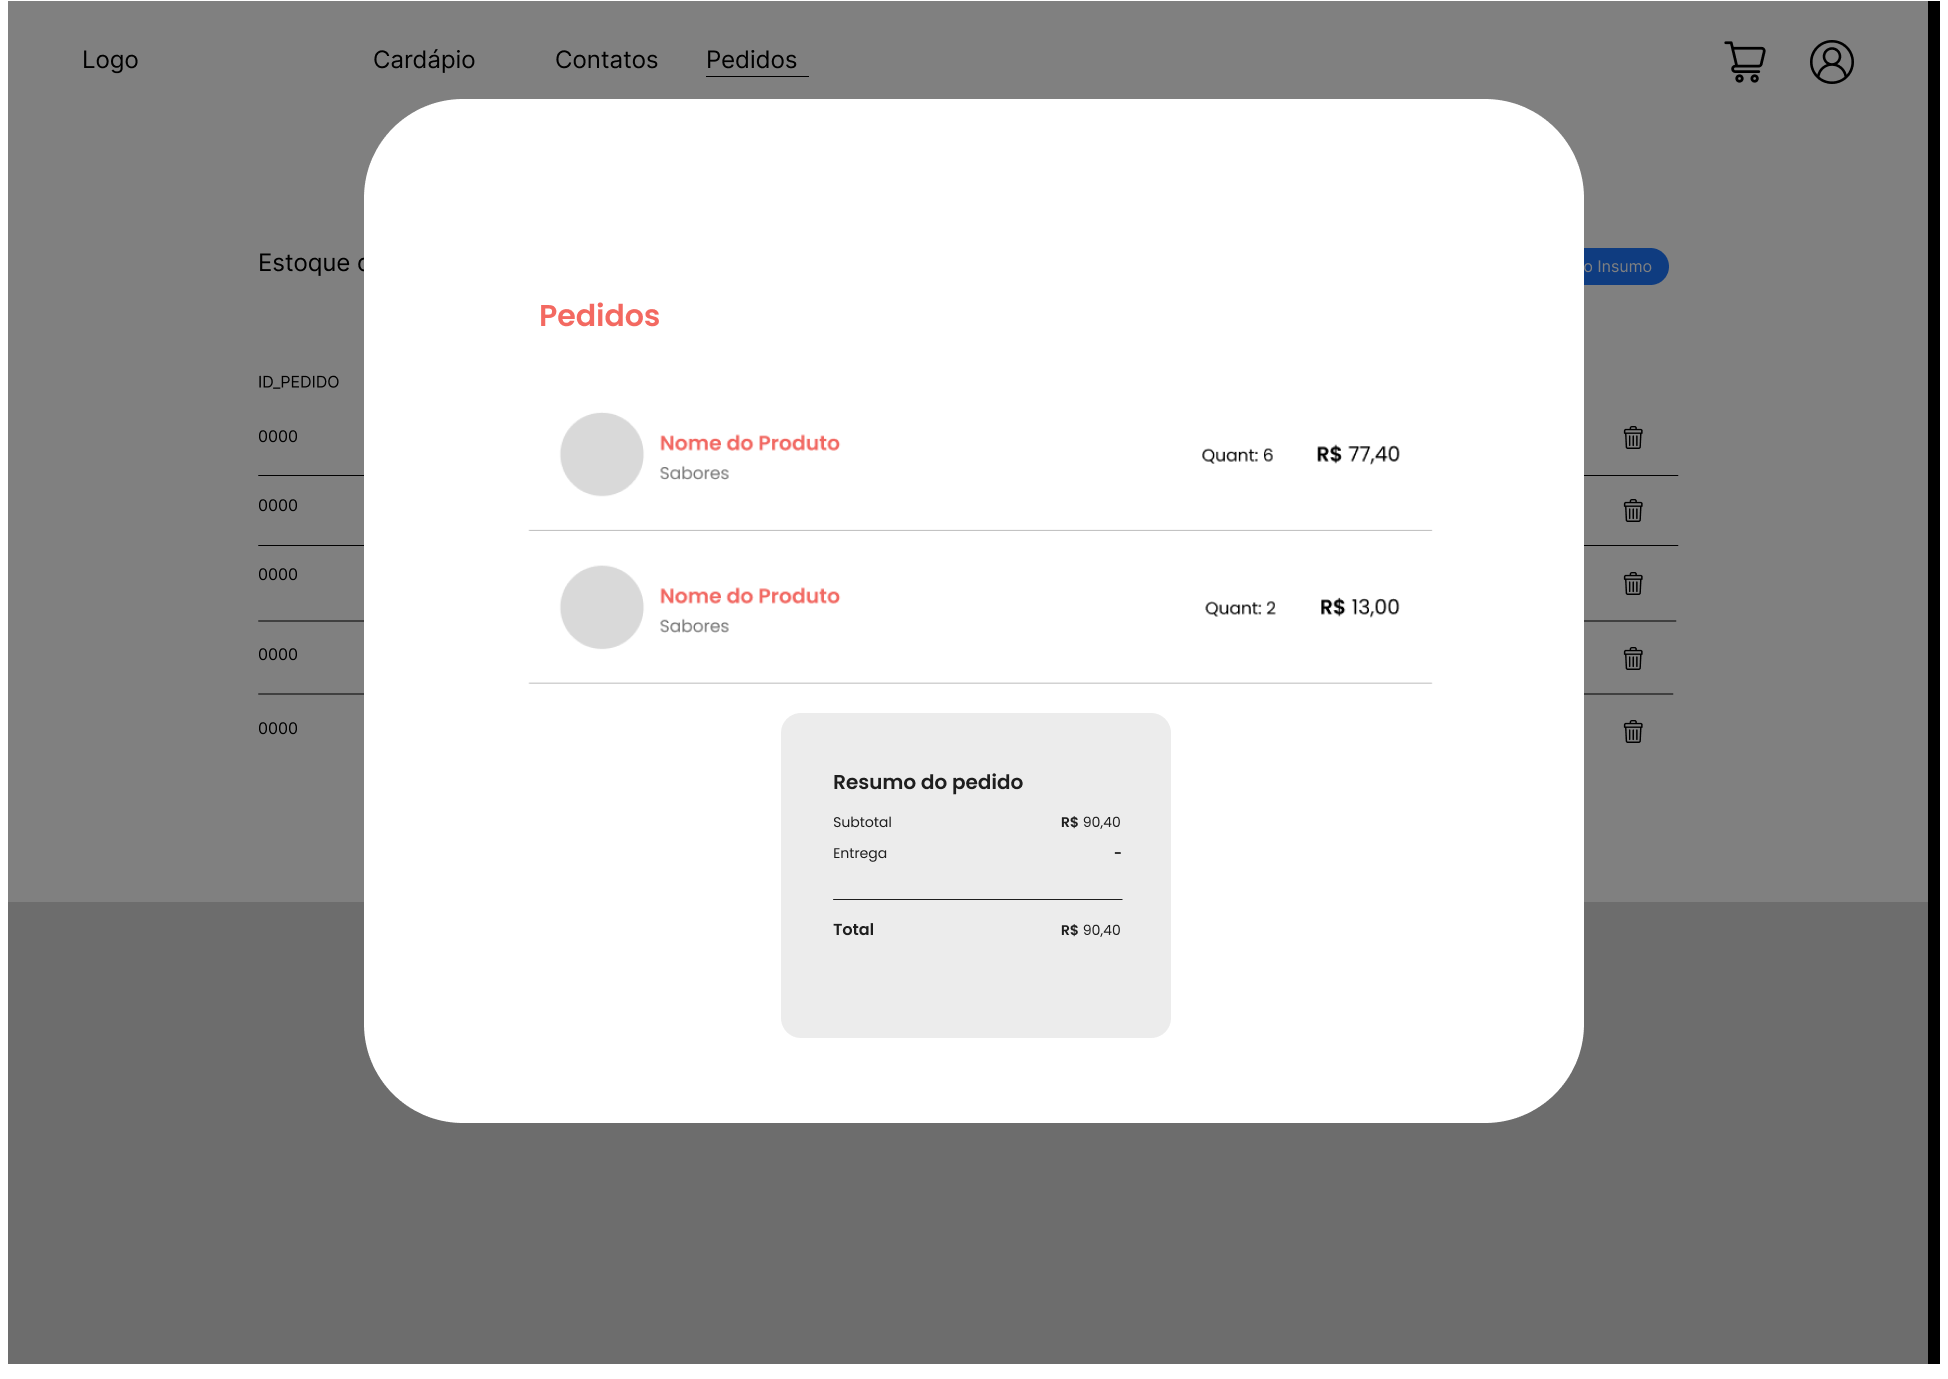 Logo Cardápio Contatos Pedidos
Estoque
o Insumo
Pedidos
ID_PEDIDO
0000
Nome do Produto
Sabores
Quant: 6 R$ 77,40
0000
0000
Nome do Produto
Sabores
Quant: 2 R$ 13,00
0000
0000
Resumo do pedido
Subtotal R$ 90,40
Entrega -
Total R$ 90,40